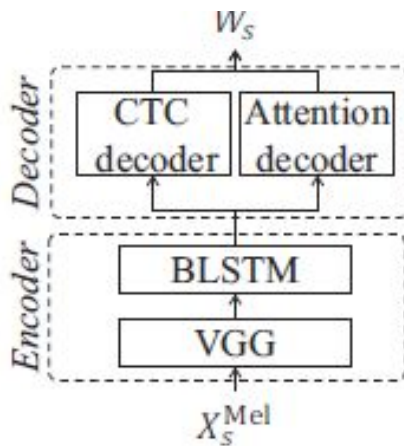 W_s
Decoder
CTC
decoder
Attention
decoder
Encoder
BLSTM
VGG
X_s^Mel